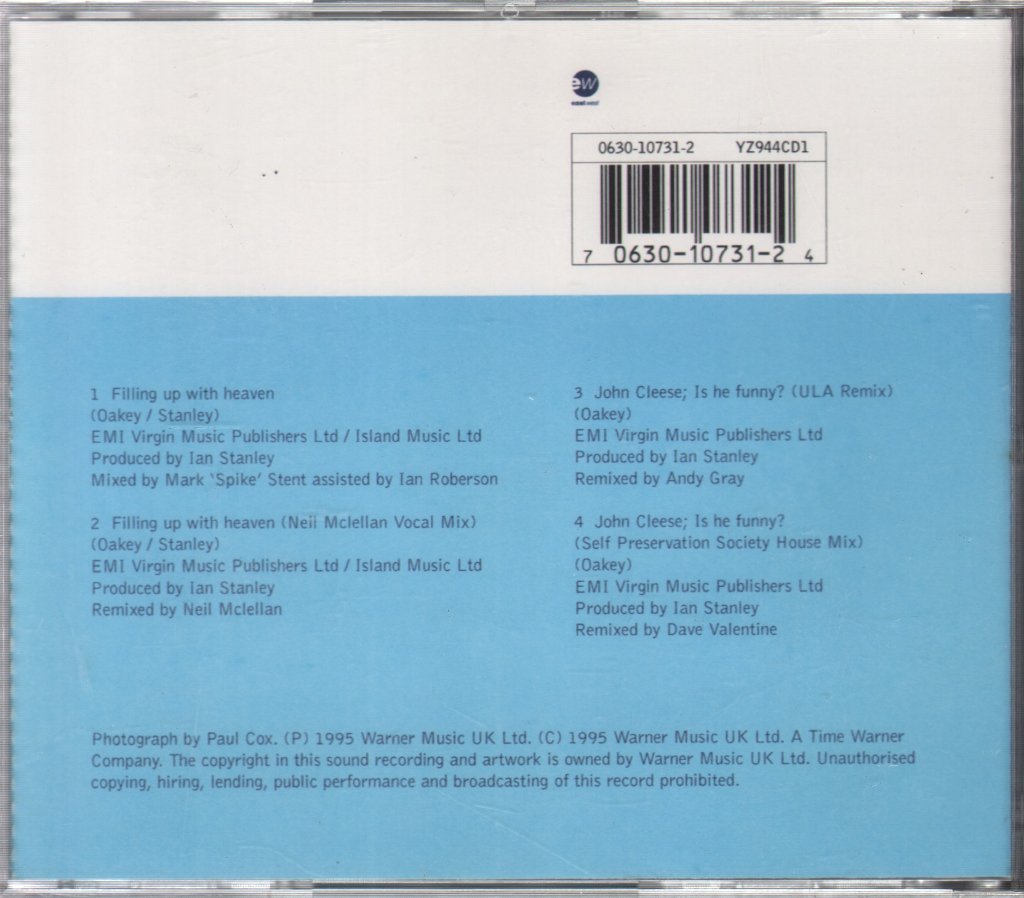 ew
eastwest
0630-10731-2 YZ944CD1
7 0630-10731-2 4
1 Filling up with heaven
(Oakey / Stanley)
EMI Virgin Music Publishers Ltd / Island Music Ltd
Produced by Ian Stanley
Mixed by Mark ‘Spike’ Stent assisted by Ian Roberson
2 Filling up with heaven (Neil Mclellan Vocal Mix)
(Oakey / Stanley)
EMI Virgin Music Publishers Ltd / Island Music Ltd
Produced by Ian Stanley
Remixed by Neil Mclellan
3 John Cleese; Is he funny? (ULA Remix)
(Oakey)
EMI Virgin Music Publishers Ltd
Produced by Ian Stanley
Remixed by Andy Gray
4 John Cleese; Is he funny?
(Self Preservation Society House Mix)
(Oakey)
EMI Virgin Music Publishers Ltd
Produced by Ian Stanley
Remixed by Dave Valentine
Photograph by Paul Cox. (P) 1995 Warner Music UK Ltd. (C) 1995 Warner Music UK Ltd. A Time Warner
Company. The copyright in this sound recording and artwork is owned by Warner Music UK Ltd. Unauthorised
copying, hiring, lending, public performance and broadcasting of this record prohibited.